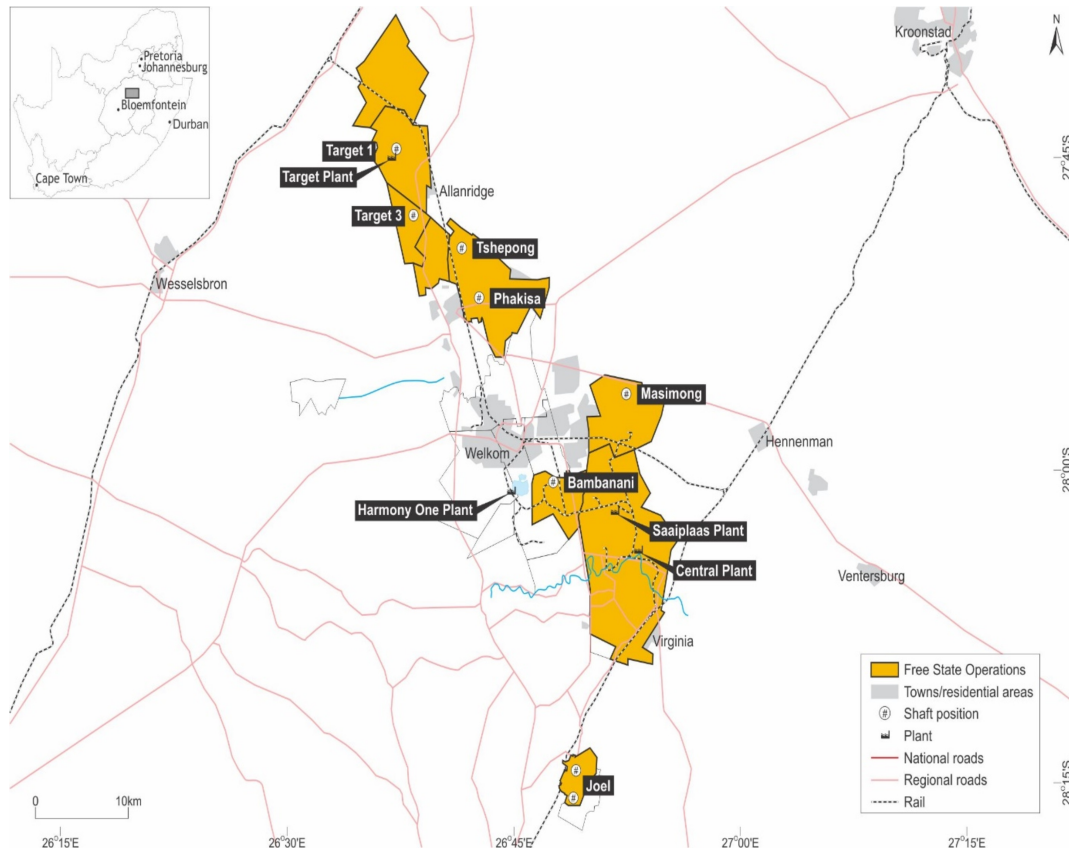 Pretoria
Johannesburg
Bloemfontein
Durban
Cape Town
Kroonstad
N
27°45'S
Target 1
Target Plant
Allanridge
Target 3
Tshepong
Wesselsbron
Phakisa
Masimong
Hennenman
Welkom
28°00'S
Bambanani
Harmony One Plant
Saaiplaas Plant
Central Plant
Ventersburg
Virginia
Free State Operations
Towns/residential areas
# Shaft position
Plant
National roads
Regional roads
Rail
Joel
28°15'S
0 10km
26°15'E 26°30'E 26°45'E 27°00'E 27°15'E